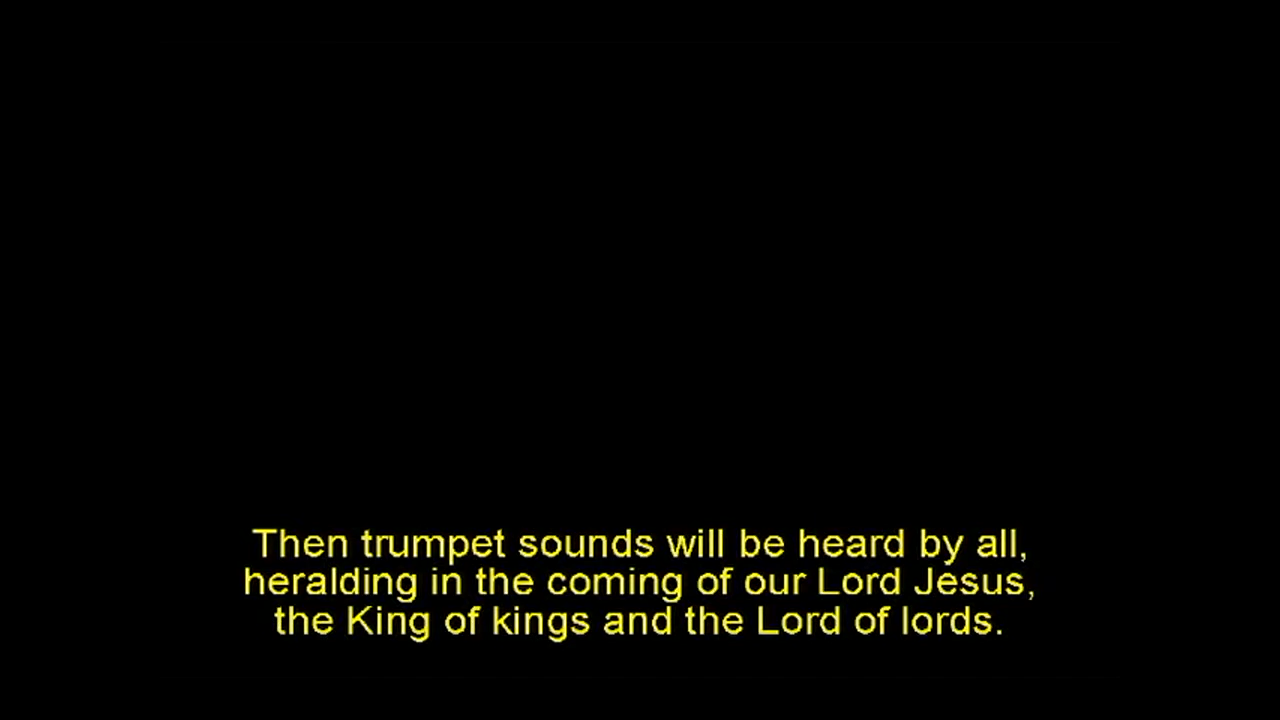 Then trumpet sounds will be heard by all,
heralding in the coming of our Lord Jesus,
the King of kings and the Lord of lords.